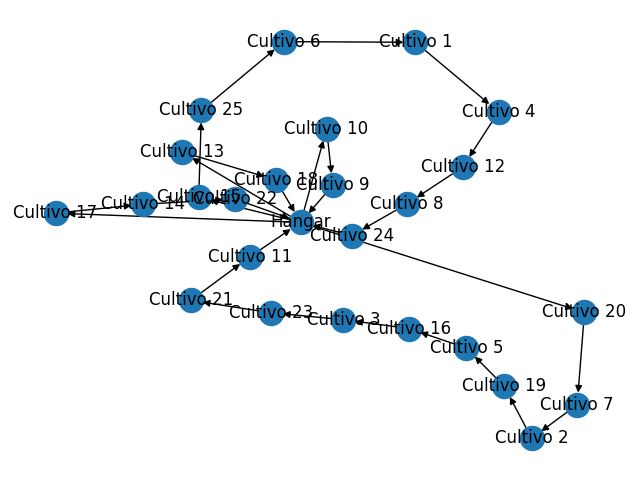 Cultivo 6
Cultivo 1
Cultivo 25
Cultivo 4
Cultivo 10
Cultivo 13
Cultivo 12
Cultivo 18
Cultivo 9
Cultivo 15
Cultivo 22
Cultivo 14
Cultivo 8
Cultivo 17
Hangar
Cultivo 24
Cultivo 11
Cultivo 21
Cultivo 20
Cultivo 23
Cultivo 3
Cultivo 16
Cultivo 5
Cultivo 19
Cultivo 7
Cultivo 2